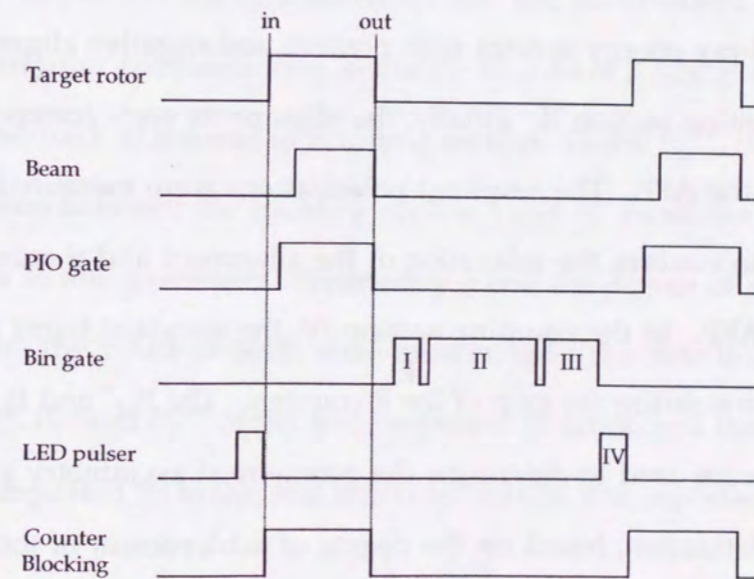 in out
Target rotor
Beam
PIO gate
Bin gate I II III
LED pulser IV
Counter
Blocking